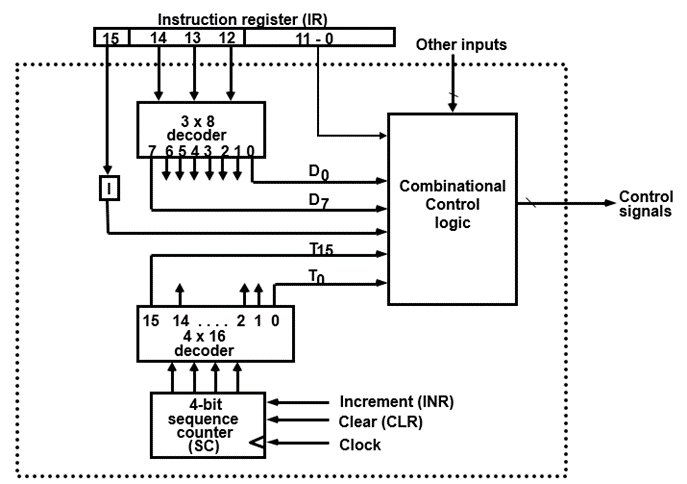 Instruction register (IR)
15 14 13 12 11 - 0
Other inputs
3 x 8
decoder
7 6 5 4 3 2 1 0
D0
I
Combinational
Control
logic
Control
signals
D7
T15
T0
15 14 .... 2 1 0
4 x 16
decoder
4-bit
sequence
counter
(SC)
Increment (INR)
Clear (CLR)
Clock